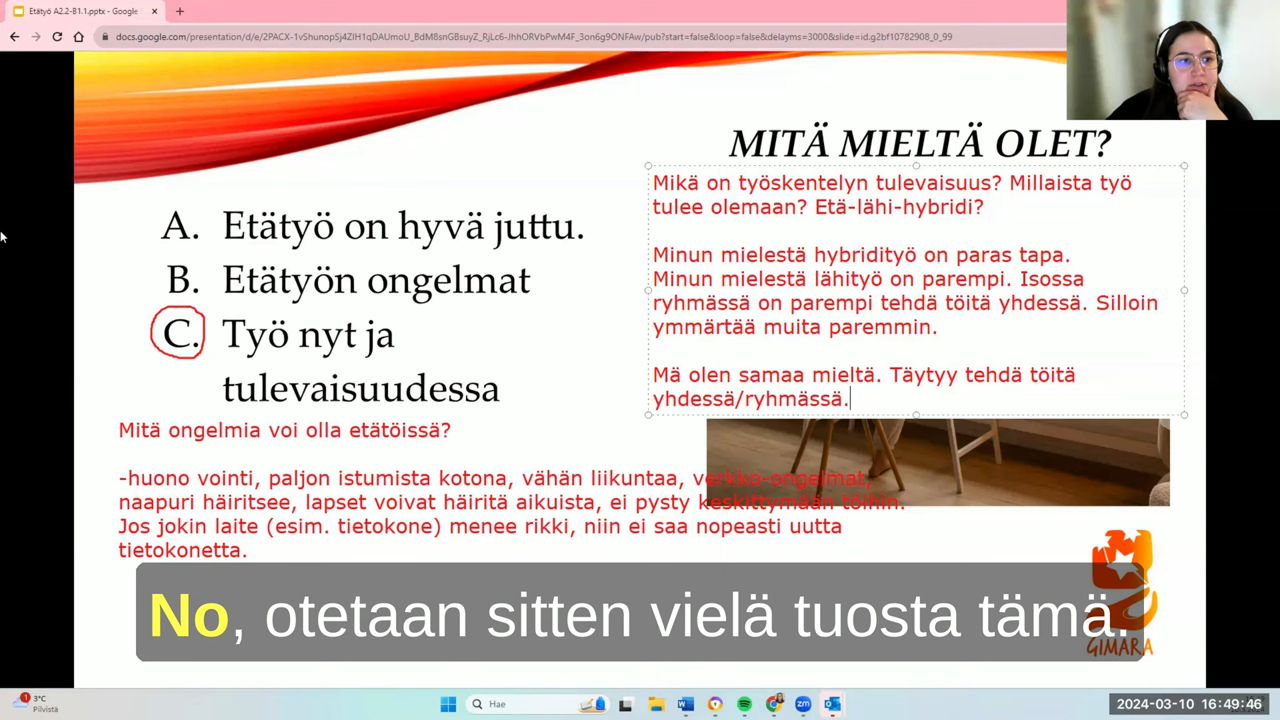 Etätyö A2.2-B1.1.pptx - Google
docs.google.com/presentation/d/e/2PACX-1vShunopSj4ZIH1qDAUmoU_BdM8snGBsuyZ_RjLc6-JhhORVbPwM4F_3on6g9ONFAw/pub?start=false&loop=false&delayms=3000&slide=id.g2bf10782908_0_99
MITÄ MIELTÄ OLET?
Mikä on työskentelyn tulevaisuus? Millaista työ
tulee olemaan? Etä-lähi-hybridi?
Minun mielestä hybridityö on paras tapa.
Minun mielestä lähityö on parempi. Isossa
ryhmässä on parempi tehdä töitä yhdessä. Silloin
ymmärtää muita paremmin.
Mä olen samaa mieltä. Täytyy tehdä töitä
yhdessä/ryhmässä.
A. Etätyö on hyvä juttu.
B. Etätyön ongelmat
C. Työ nyt ja
tulevaisuudessa
Mitä ongelmia voi olla etätöissä?
-huono vointi, paljon istumista kotona, vähän liikuntaa, verkko-ongelmat,
naapuri häiritsee, lapset voivat häiritä aikuista, ei pysty keskittymään töihin.
Jos jokin laite (esim. tietokone) menee rikki, niin ei saa nopeasti uutta
tietokonetta.
No, otetaan sitten vielä tuosta tämä.
GIMARA
1
3°C
Pilvistä
Hae
2024-03-10 16:49:46